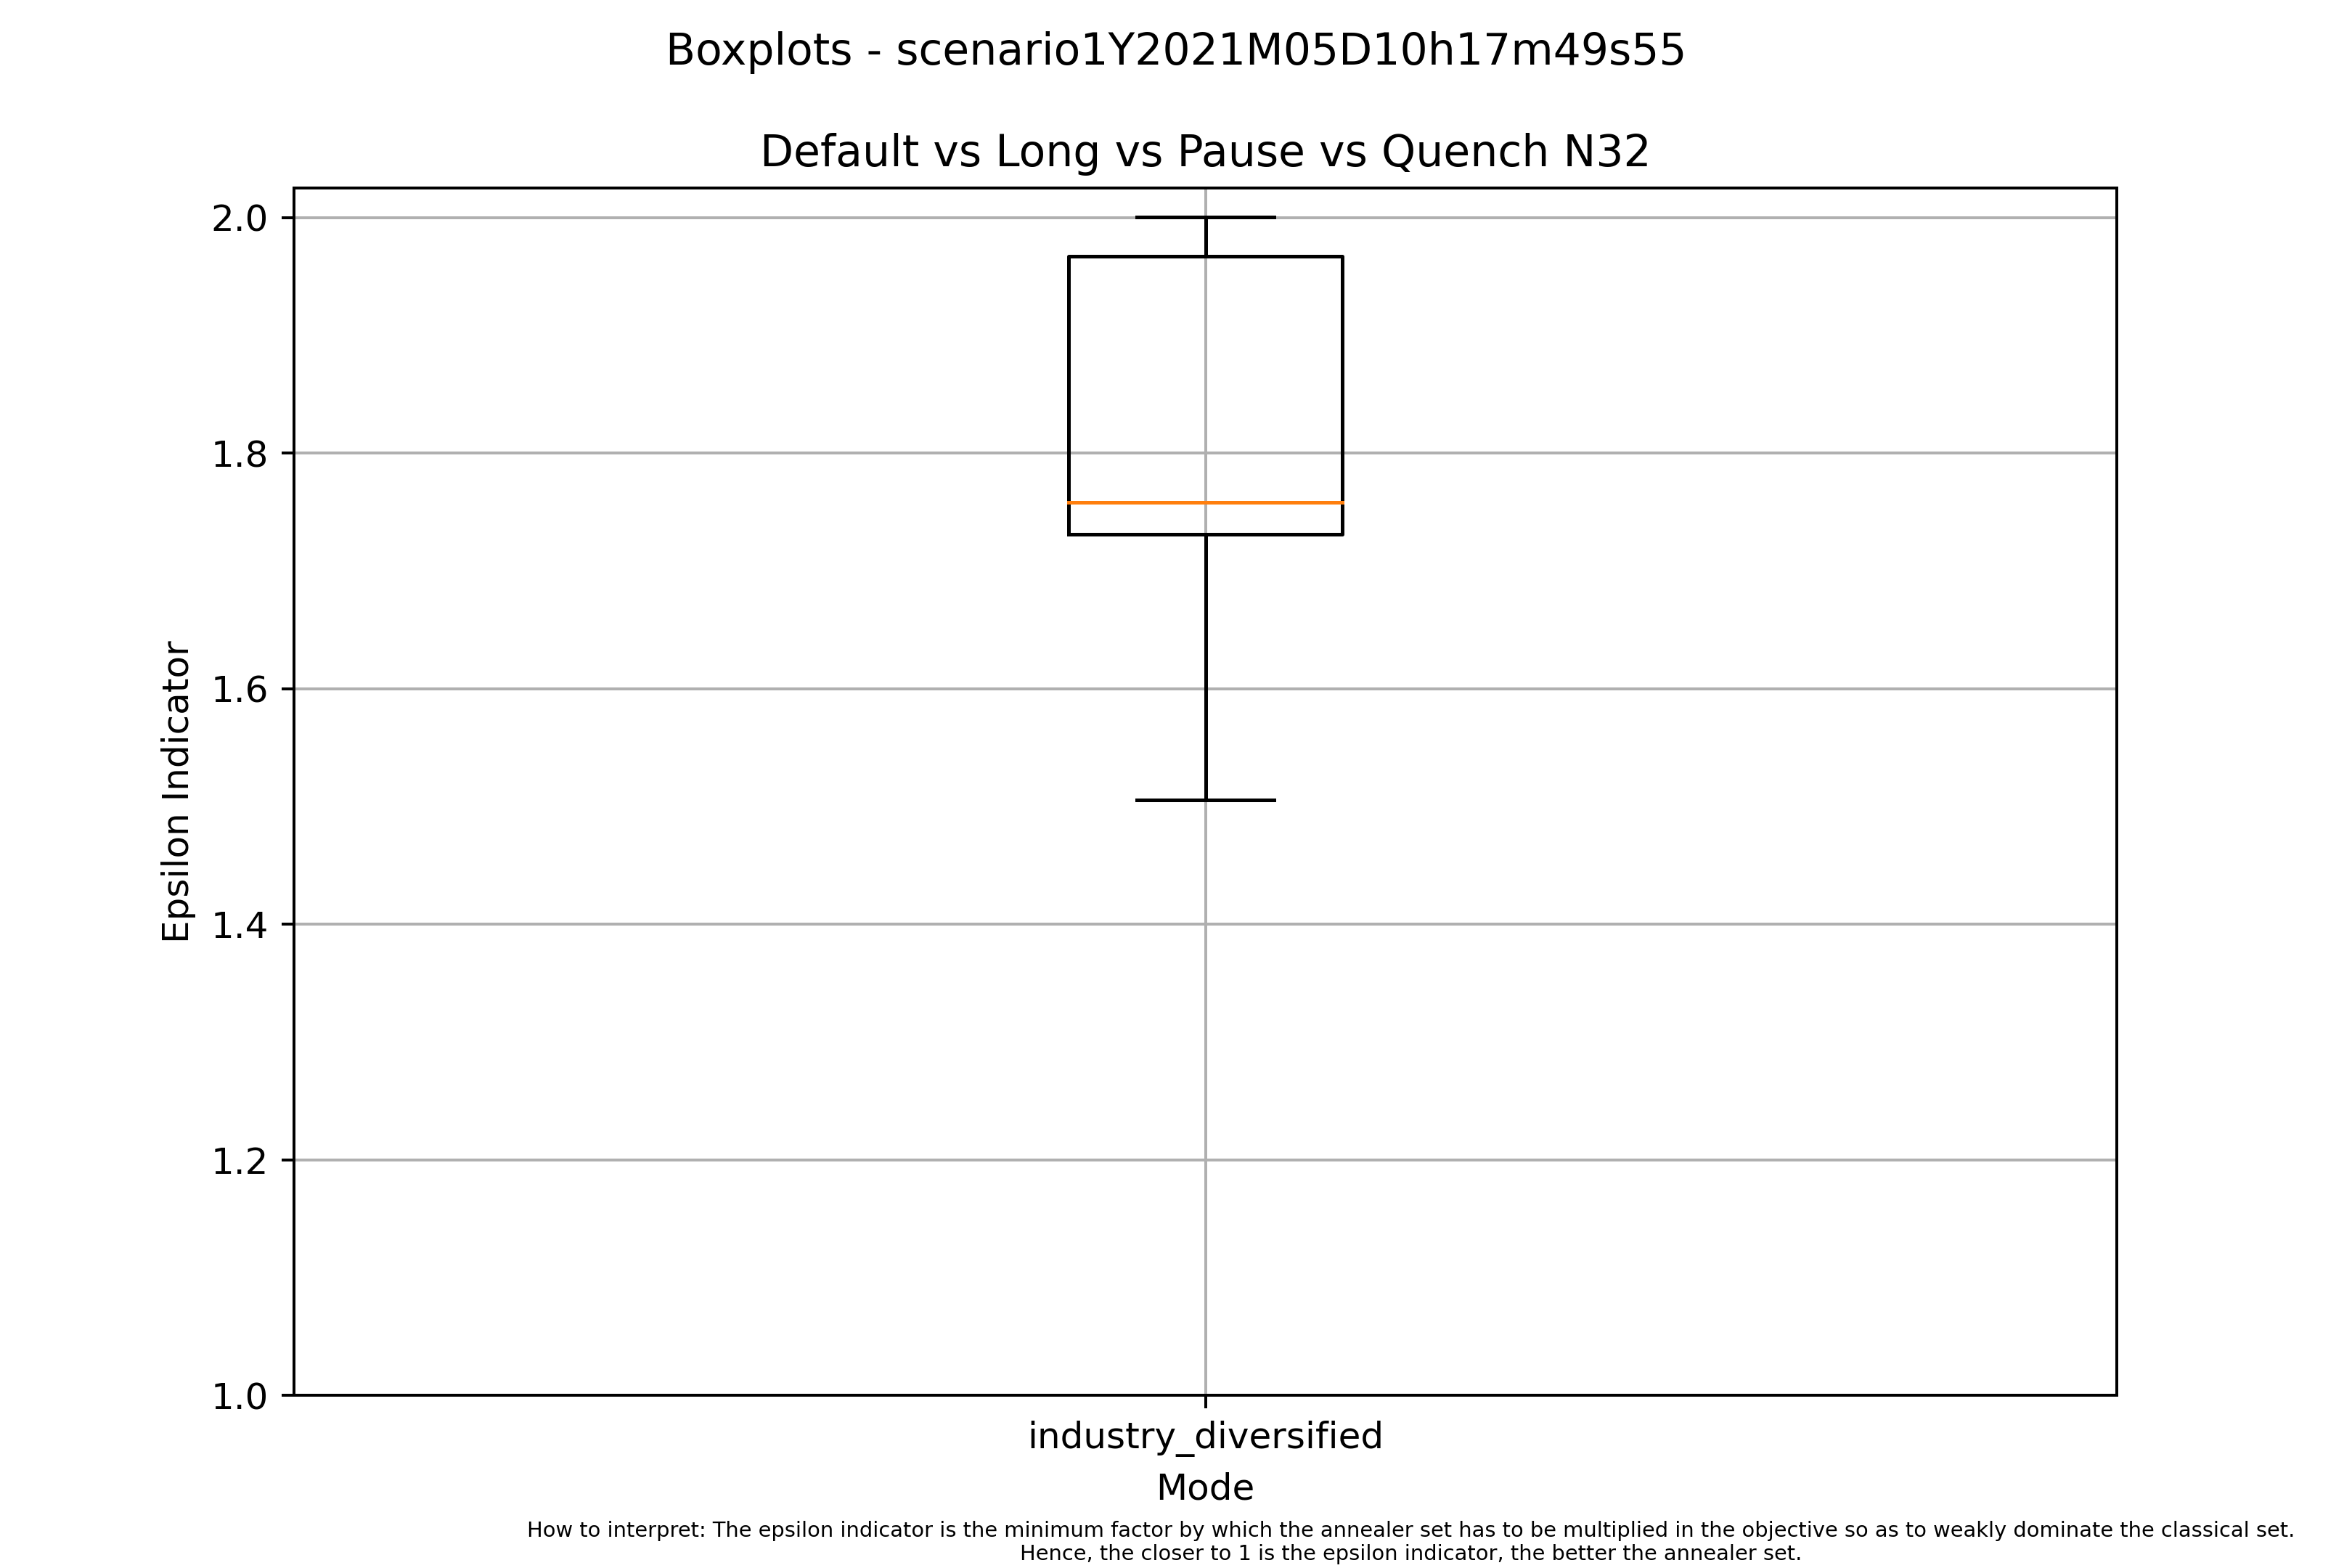 Boxplots - scenario1Y2021M05D10h17m49s55
Default vs Long vs Pause vs Quench N32
2.0
1.8
1.6
1.4
1.2
1.0
Epsilon Indicator
industry_diversified
Mode
How to interpret: The epsilon indicator is the minimum factor by which the annealer set has to be multiplied in the objective so as to weakly dominate the classical set.
Hence, the closer to 1 is the epsilon indicator, the better the annealer set.